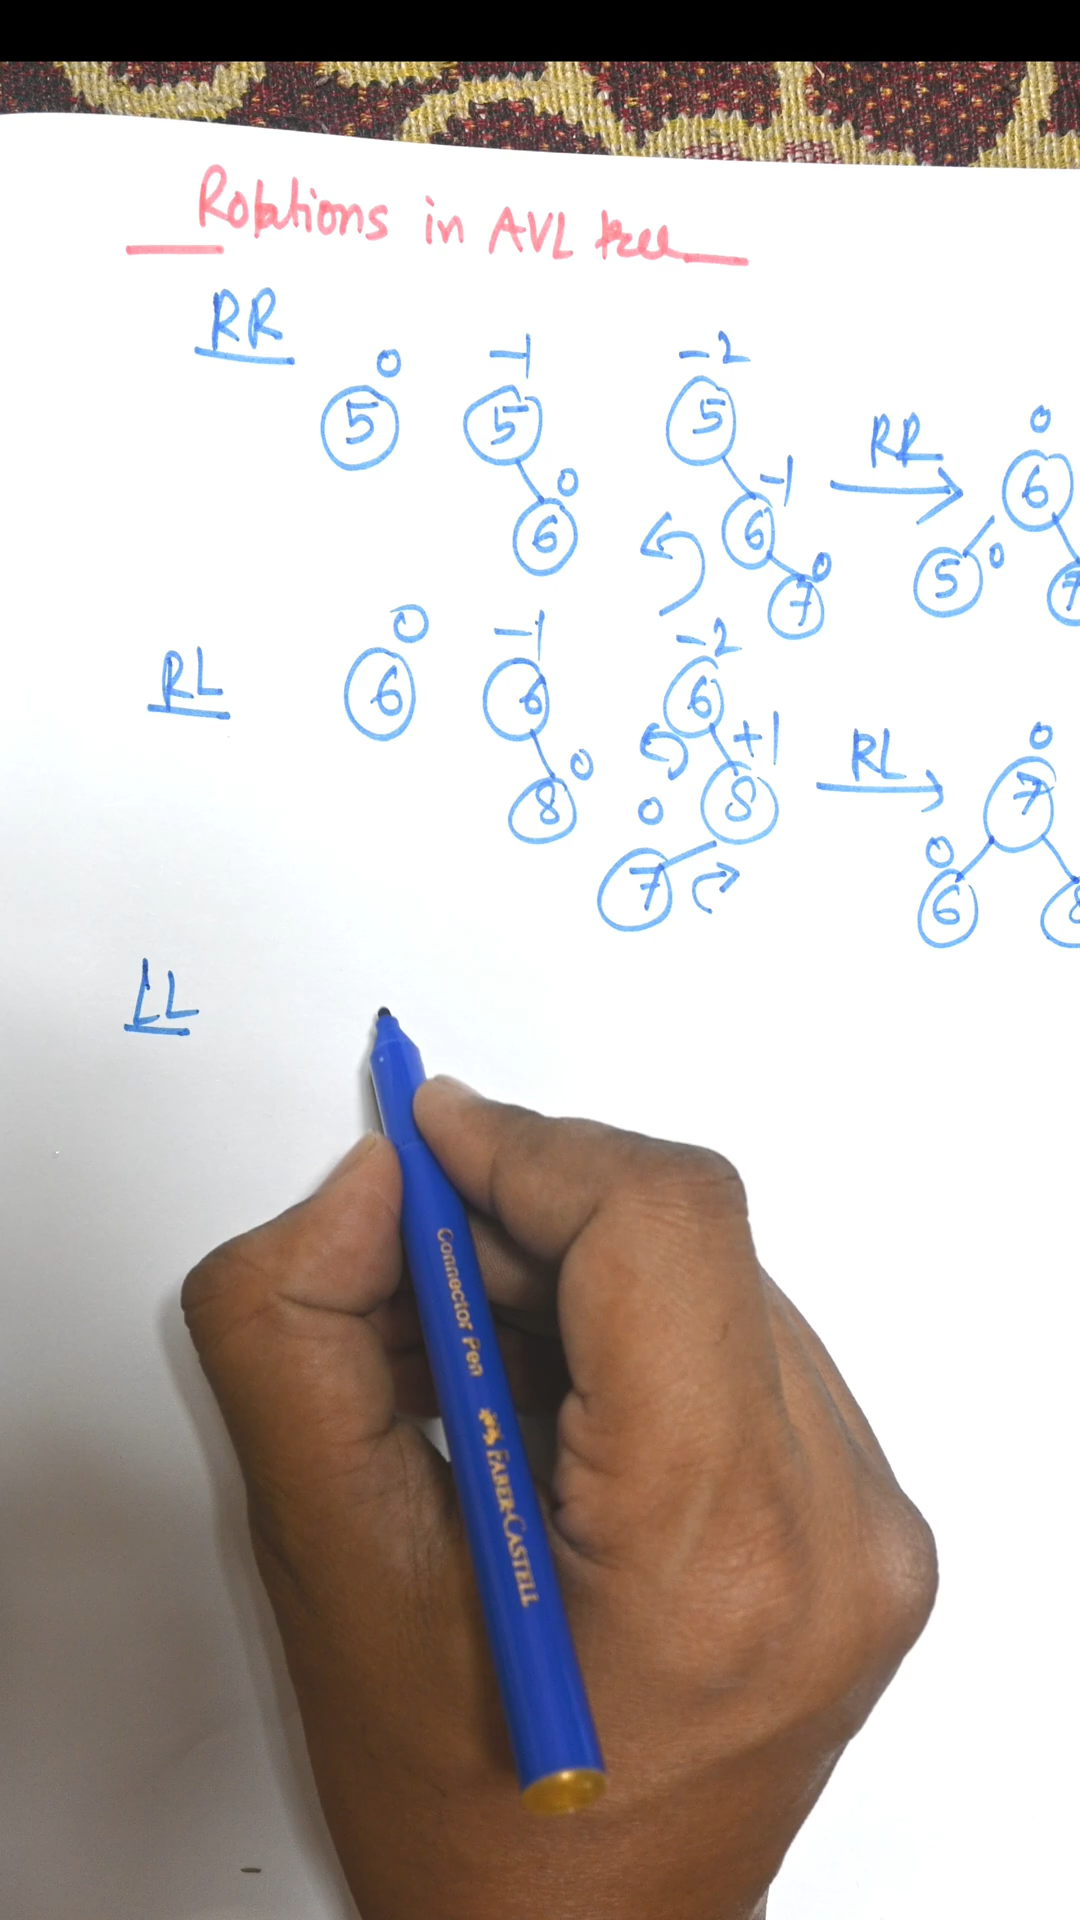 Rotations in AVL tree
RR
0 -1 -2
5 5 5 RR 0
0 -1 6
6 6 0 5 0 7
7
RL 0 -1 -2
6 6 6 +1 RL 0
0 7
8 0 8 0
7 6 8
LL
Connector Pen
FABER-CASTELL